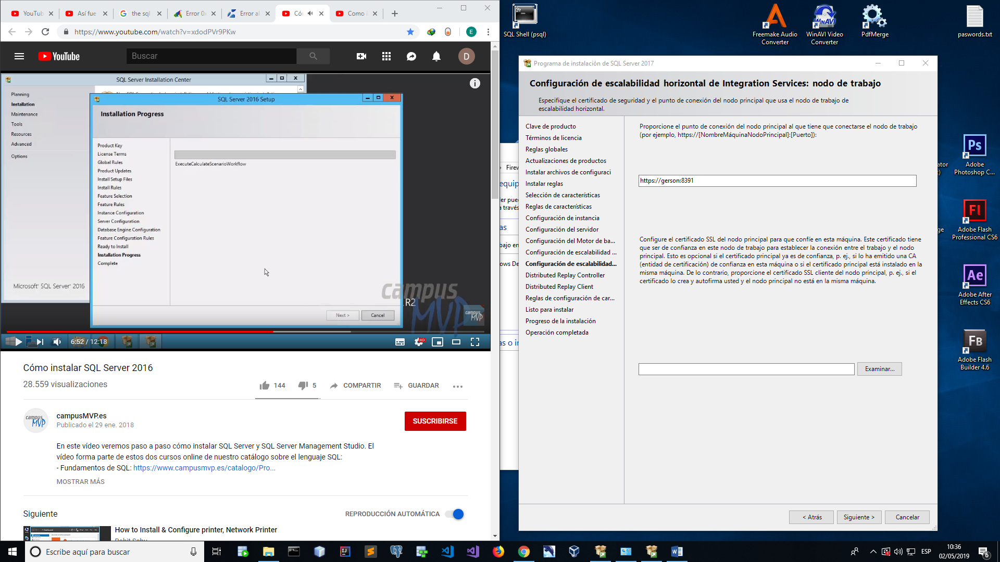 YouTub
Así fue
the sql
Error 0x
Error al
Có
Como i
https://www.youtube.com/watch?v=xdodPVr9PKw
E
YouTube
Buscar
D
SQL Server Installation Center
Planning
Installation
Maintenance
Tools
Resources
Advanced
Options
Microsoft SQL Server 2016
SQL Server 2016 Setup
Installation Progress
Product Key
License Terms
Global Rules
Product Updates
Install Setup Files
Install Rules
Feature Selection
Feature Rules
Instance Configuration
Server Configuration
Database Engine Configuration
Feature Configuration Rules
Ready to Install
Installation Progress
Complete
ExecuteCalculateScenarioWorkflow
Next >
Cancel
campus
MVP
R2
campus
MVP
6:52 / 12:18
HD
Cómo instalar SQL Server 2016
28.559 visualizaciones
144
5
COMPARTIR
GUARDAR
campus
MVP
campusMVP.es
Publicado el 29 ene. 2018
SUSCRIBIRSE
En este vídeo veremos paso a paso cómo instalar SQL Server y SQL Server Management Studio. El
vídeo forma parte de estos dos cursos online de nuestro catálogo sobre el lenguaje SQL:
- Fundamentos de SQL: https://www.campusmvp.es/catalogo/Pro...
MOSTRAR MÁS
Siguiente
REPRODUCCIÓN AUTOMÁTICA
How to Install & Configure printer, Network Printer
SQL Shell (psql)
Freemake Audio
Converter
WinAVI Video
Converter
PdfMerge
paswords.txt
Adobe
Photoshop C...
Adobe Flash
Professional CS6
Adobe After
Effects CS6
Adobe Flash
Builder 4.6
Programa de instalación de SQL Server 2017
Configuración de escalabilidad horizontal de Integration Services: nodo de trabajo
Especifique el certificado de seguridad y el punto de conexión del nodo principal que usa el nodo de trabajo de
escalabilidad horizontal.
Clave de producto
Términos de licencia
Reglas globales
Actualizaciones de productos
Instalar archivos de configuraci
Instalar reglas
Selección de características
Reglas de características
Configuración de instancia
Configuración del servidor
Configuración del Motor de ba...
Configuración de escalabilidad ...
Configuración de escalabilidad...
Distributed Replay Controller
Distributed Replay Client
Reglas de configuración de car...
Listo para instalar
Progreso de la instalación
Operación completada
Proporcione el punto de conexión del nodo principal al que tiene que conectarse el nodo de trabajo
(por ejemplo, https://[NombreMáquinaNodoPrincipal]:[Puerto]):
https://gerson:8391
Configure el certificado SSL del nodo principal para que confíe en esta máquina. Este certificado tiene
que ser de confianza en este nodo de trabajo para establecer la conexión entre el trabajo y el nodo
principal. Esto es opcional si el certificado principal ya es de confianza, p. ej., si lo ha emitido una CA
(entidad de certificación) de confianza en esta máquina o si el certificado principal está instalado en la
misma máquina. De lo contrario, proporcione el certificado SSL cliente del nodo principal, p. ej., si el
certificado lo crea y autofirma usted y el nodo principal no está en la misma máquina.
Examinar...
< Atrás
Siguiente >
Cancelar
Escribe aquí para buscar
ESP
10:36
02/05/2019
6